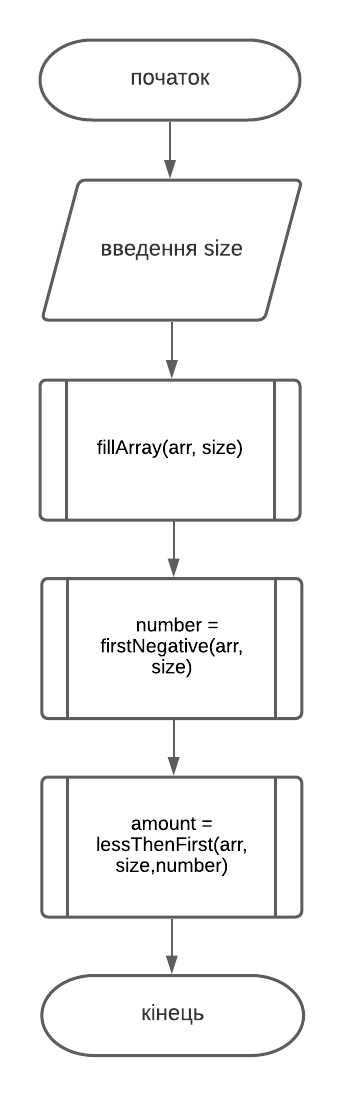 початок
введення size
fillArray(arr, size)
number =
firstNegative(arr,
size)
amount =
lessThenFirst(arr,
size,number)
кінець